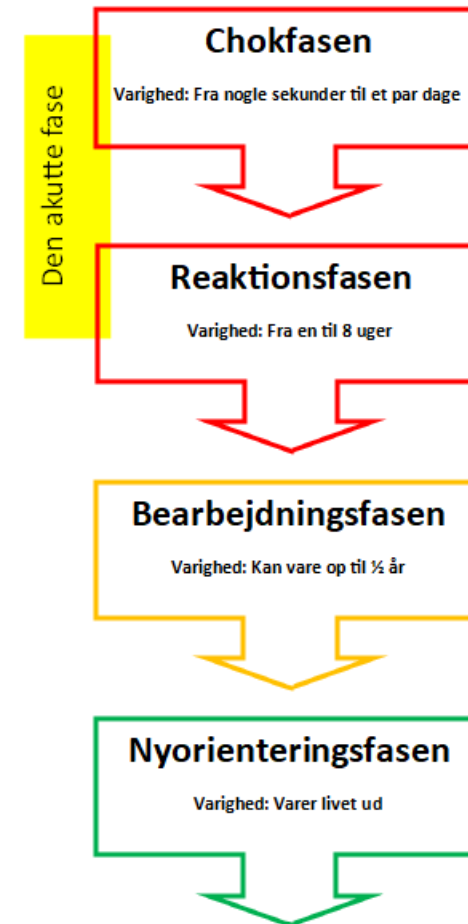 Den akutte fase
Chokfasen
Varighed: Fra nogle sekunder til et par dage
Reaktionsfasen
Varighed: Fra en til 8 uger
Bearbejdningsfasen
Varighed: Kan vare op til ½ år
Nyorienteringsfasen
Varighed: Varer livet ud